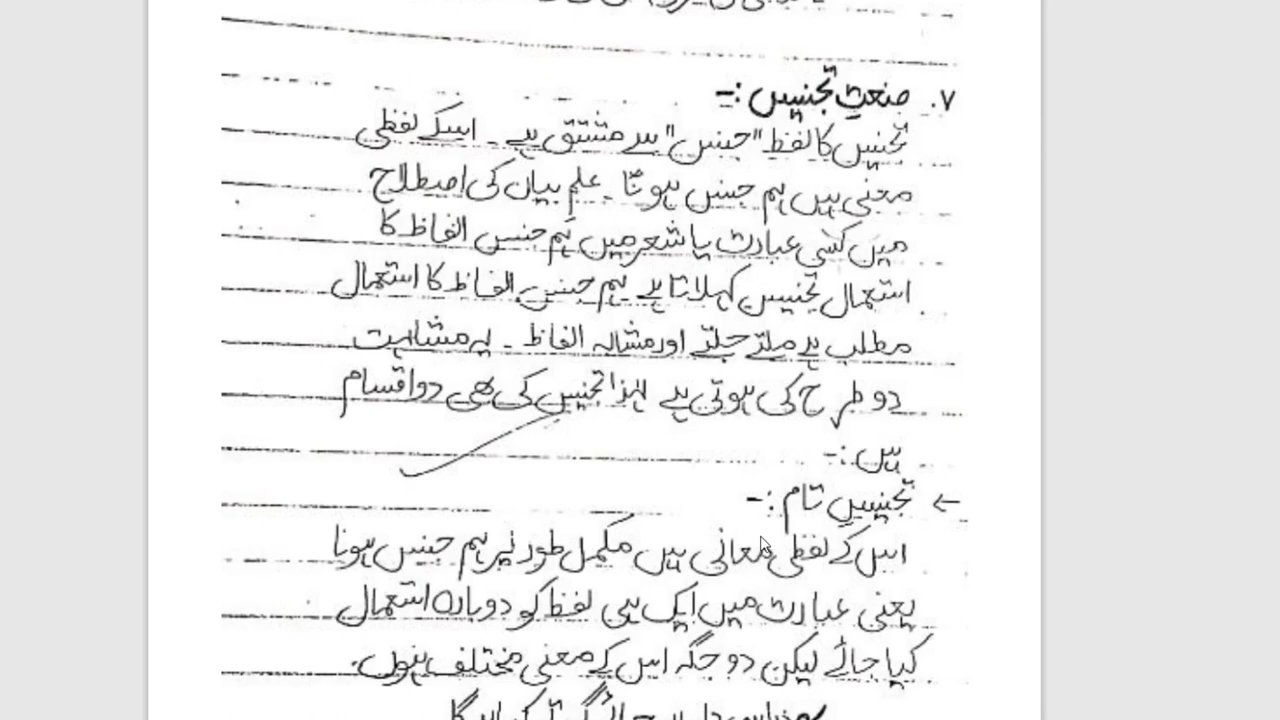 ۷. صنعتِ تجنیس :-
تجنیس کا لفظ "جنس" سے مشتق ہے ۔ اسکے لفظی
معنی ہیں ہم جنس ہونا ۔ علم بیان کی اصطلاح
میں کسی عبارت یا شعر میں ہم جنس الفاظ کا
استعمال تجنیس کہلاتا ہے ہم جنس الفاظ کا استعمال
مطلب ہے ملتے جلتے اور مشابہ الفاظ ۔ یہ مشابہت
دو طرح کی ہوتی ہے لہذا تجنیس کی بھی دو اقسام
ہیں :-
← تجنیسِ تام :-
اس کے لفظی معانی ہیں مکمل طور پر ہم جنس ہونا
یعنی عبارت میں ایک ہی لفظ کو دوبارہ استعمال
کیا جائے لیکن دو جگہ اس کے معنی مختلف ہوں.